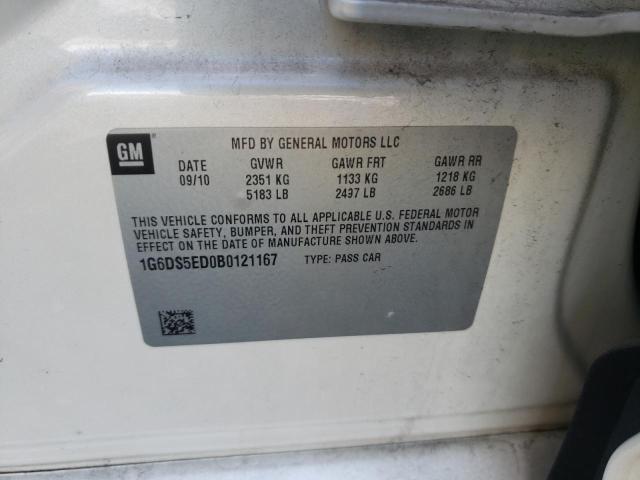 GM
MFD BY GENERAL MOTORS LLC
DATE GVWR GAWR FRT GAWR RR
09/10 2351 KG 1133 KG 1218 KG
5183 LB 2497 LB 2686 LB
THIS VEHICLE CONFORMS TO ALL APPLICABLE U.S. FEDERAL MOTOR
VEHICLE SAFETY, BUMPER, AND THEFT PREVENTION STANDARDS IN
EFFECT ON THE DATE OF MANUFACTURE SHOWN ABOVE.
1G6DS5ED0B0121167 TYPE: PASS CAR